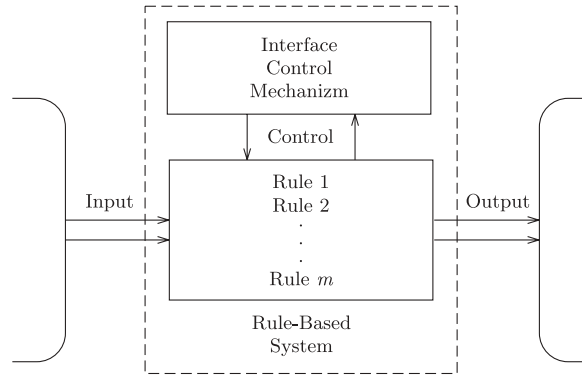 Interface
Control
Mechanizm
Control
Input
Rule 1
Rule 2
.
.
.
Rule m
Output
Rule-Based
System